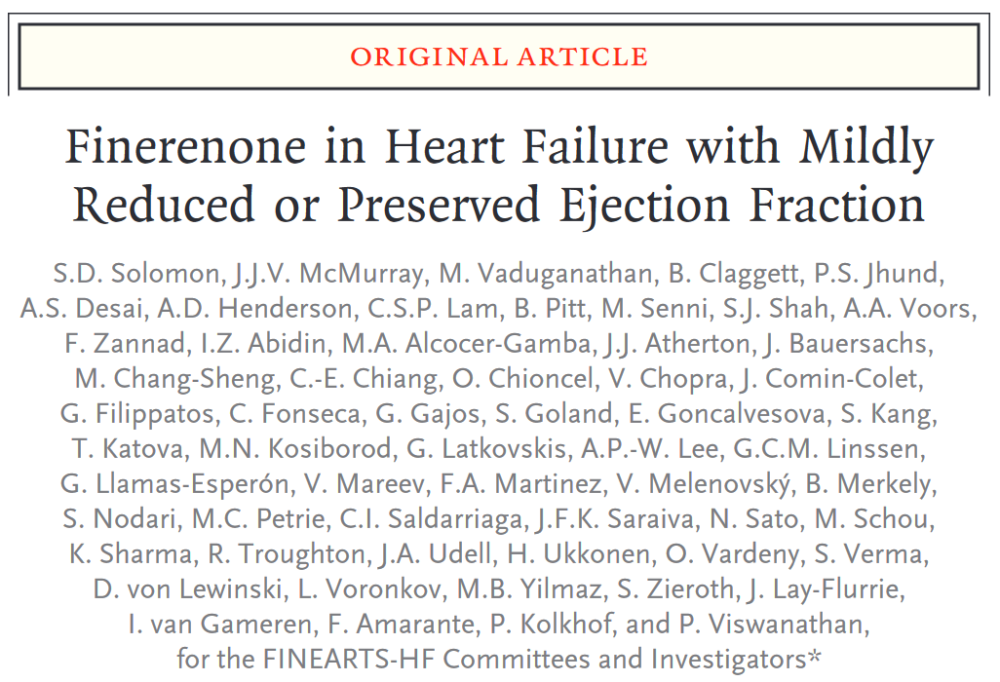 ORIGINAL ARTICLE
Finerenone in Heart Failure with Mildly
Reduced or Preserved Ejection Fraction
S.D. Solomon, J.J.V. McMurray, M. Vaduganathan, B. Claggett, P.S. Jhund,
A.S. Desai, A.D. Henderson, C.S.P. Lam, B. Pitt, M. Senni, S.J. Shah, A.A. Voors,
F. Zannad, I.Z. Abidin, M.A. Alcocer-Gamba, J.J. Atherton, J. Bauersachs,
M. Chang-Sheng, C.-E. Chiang, O. Chioncel, V. Chopra, J. Comin-Colet,
G. Filippatos, C. Fonseca, G. Gajos, S. Goland, E. Goncalvesova, S. Kang,
T. Katova, M.N. Kosiborod, G. Latkovskis, A.P.-W. Lee, G.C.M. Linssen,
G. Llamas-Esperón, V. Mareev, F.A. Martinez, V. Melenovský, B. Merkely,
S. Nodari, M.C. Petrie, C.I. Saldarriaga, J.F.K. Saraiva, N. Sato, M. Schou,
K. Sharma, R. Troughton, J.A. Udell, H. Ukkonen, O. Vardeny, S. Verma,
D. von Lewinski, L. Voronkov, M.B. Yilmaz, S. Zieroth, J. Lay-Flurrie,
I. van Gameren, F. Amarante, P. Kolkhof, and P. Viswanathan,
for the FINEARTS-HF Committees and Investigators*